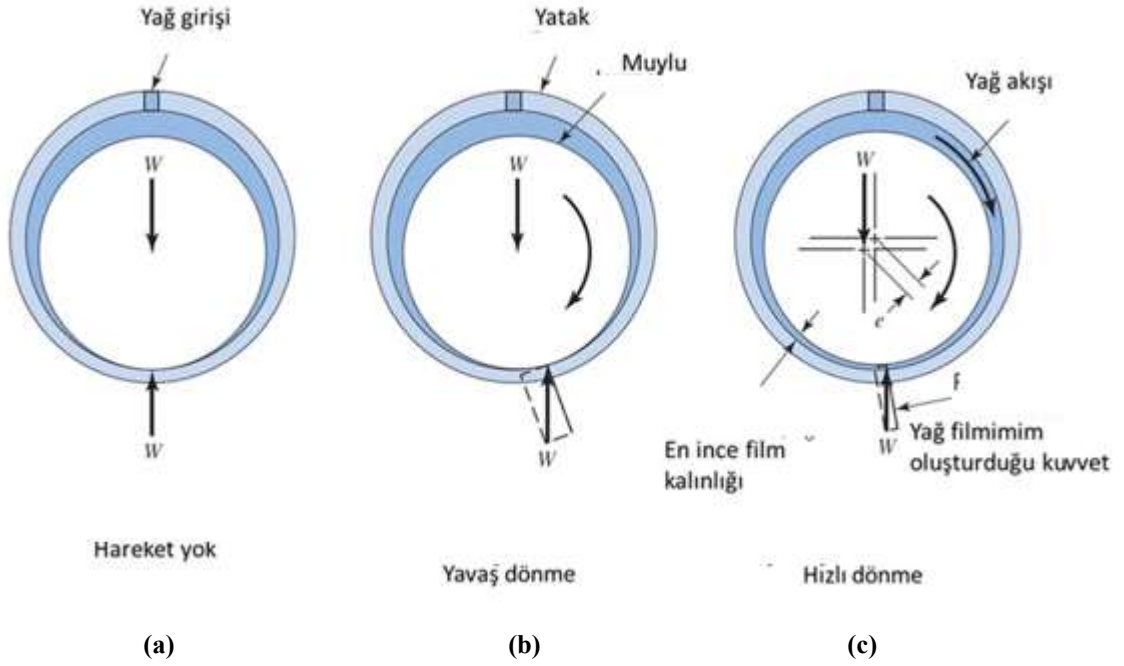 Yağ girişi
Yatak
Muylu
Yağ akışı
W
W
W
e
W
W
W
F
En ince film
kalınlığı
Yağ filmimim
oluşturduğu kuvvet
Hareket yok
Yavaş dönme
Hizlı dönme
(a)
(b)
(c)